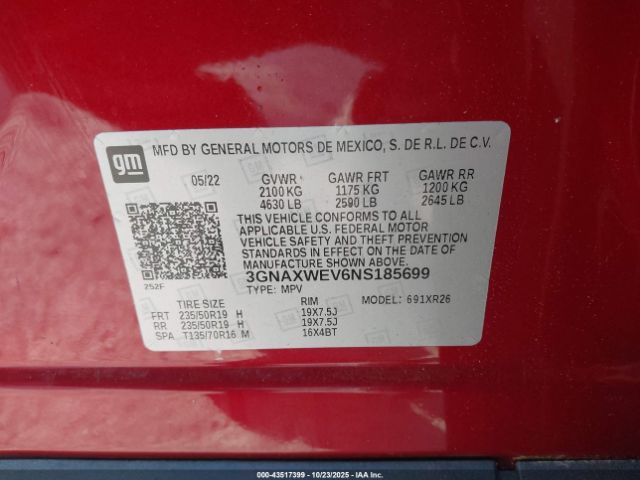 gm
MFD BY GENERAL MOTORS DE MEXICO, S. DE R.L. DE C.V.
05/22 GVWR GAWR FRT GAWR RR
2100 KG 1175 KG 1200 KG
4630 LB 2590 LB 2645 LB
THIS VEHICLE CONFORMS TO ALL
APPLICABLE U.S. FEDERAL MOTOR
VEHICLE SAFETY AND THEFT PREVENTION
STANDARDS IN EFFECT ON THE DATE OF
MANUFACTURE SHOWN ABOVE.
252F 3GNAXWEV6NS185699
TYPE: MPV MODEL: 691XR26
TIRE SIZE RIM
FRT 235/50R19 H 19X7.5J
RR 235/50R19 H 19X7.5J
SPA T135/70R16 M 16X4BT
00-43517399 - 10/23/2025 - IAAI.com